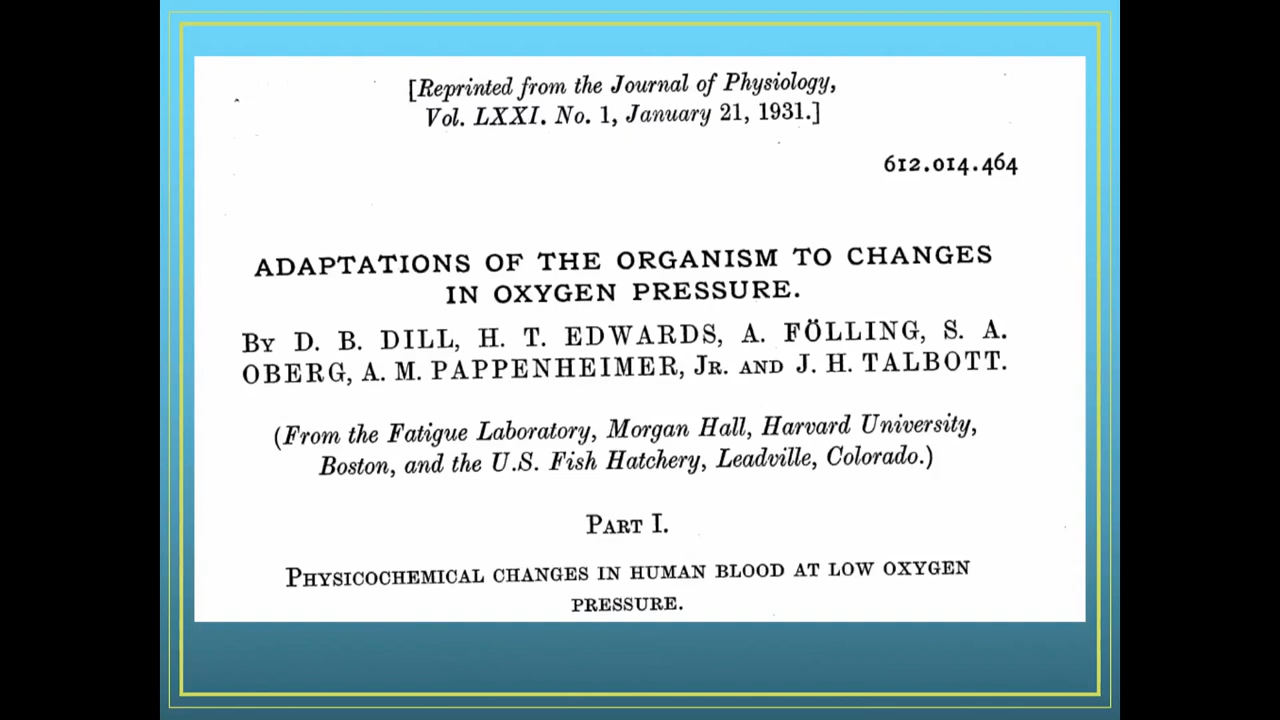 [Reprinted from the Journal of Physiology,
Vol. LXXI. No. 1, January 21, 1931.]
612.014.464
ADAPTATIONS OF THE ORGANISM TO CHANGES
IN OXYGEN PRESSURE.
By D. B. DILL, H. T. EDWARDS, A. FÖLLING, S. A.
OBERG, A. M. PAPPENHEIMER, Jr. and J. H. TALBOTT.
(From the Fatigue Laboratory, Morgan Hall, Harvard University,
Boston, and the U.S. Fish Hatchery, Leadville, Colorado.)
Part I.
Physicochemical changes in human blood at low oxygen
pressure.